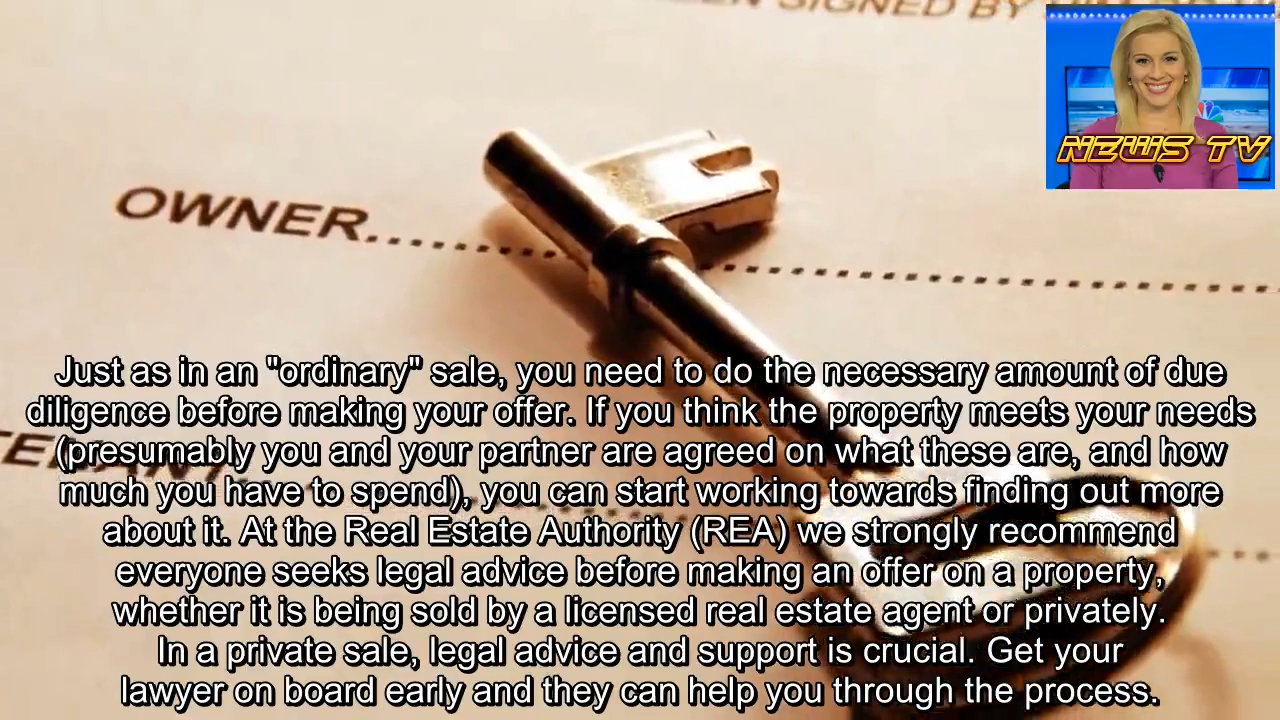 SIGNED BY
NEWS TV
OWNER
Just as in an "ordinary" sale, you need to do the necessary amount of due
diligence before making your offer. If you think the property meets your needs
(presumably you and your partner are agreed on what these are, and how
much you have to spend), you can start working towards finding out more
about it. At the Real Estate Authority (REA) we strongly recommend
everyone seeks legal advice before making an offer on a property,
whether it is being sold by a licensed real estate agent or privately.
In a private sale, legal advice and support is crucial. Get your
lawyer on board early and they can help you through the process.